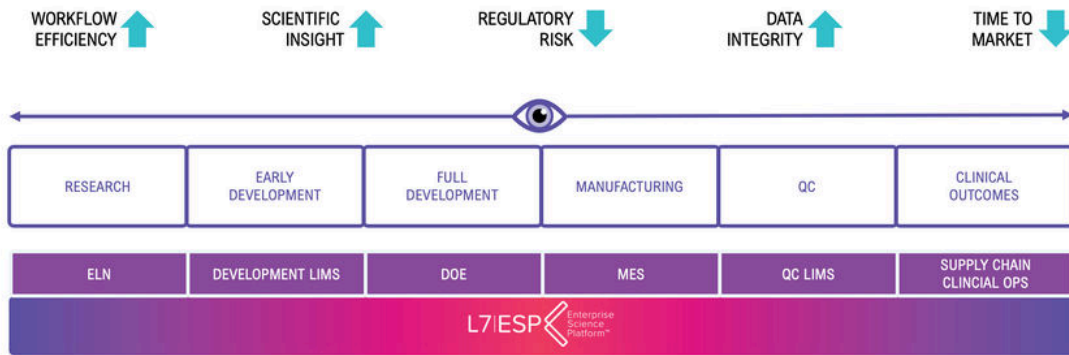 WORKFLOW
EFFICIENCY
SCIENTIFIC
INSIGHT
REGULATORY
RISK
DATA
INTEGRITY
TIME TO
MARKET
RESEARCH
EARLY
DEVELOPMENT
FULL
DEVELOPMENT
MANUFACTURING
QC
CLINICAL
OUTCOMES
ELN
DEVELOPMENT LIMS
DOE
MES
QC LIMS
SUPPLY CHAIN
CLINCIAL OPS
L7|ESP
Enterprise
Science
Platform™